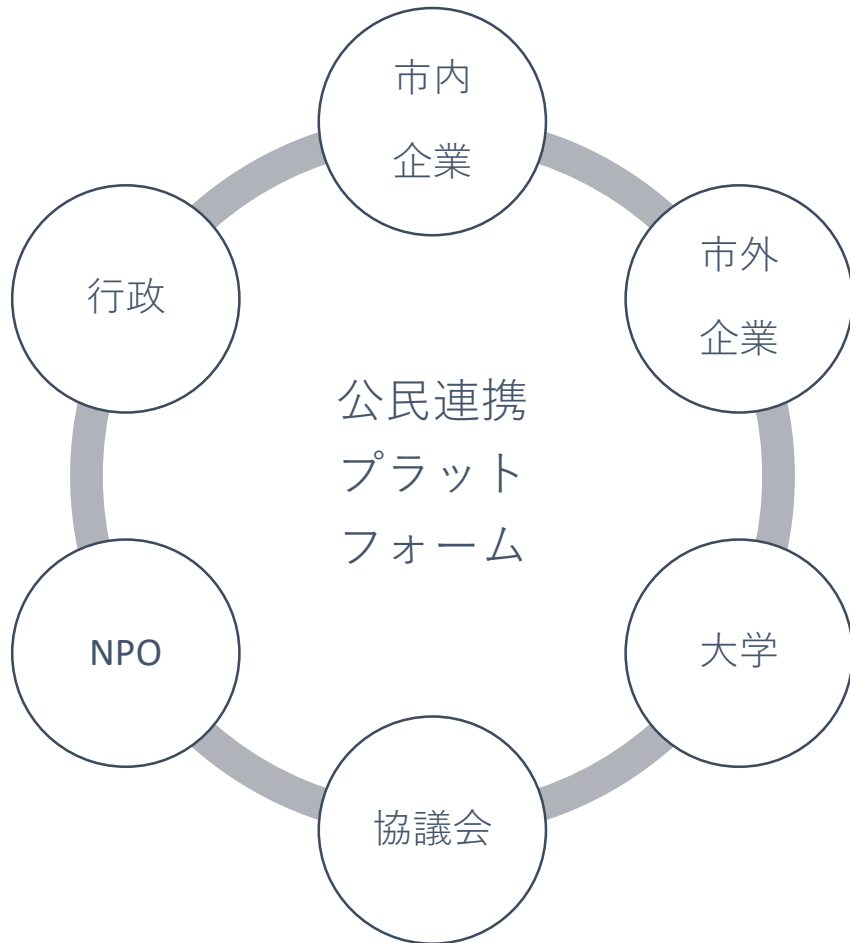 市内
企業
市外
企業
行政
公民連携
プラット
フォーム
NPO
大学
協議会